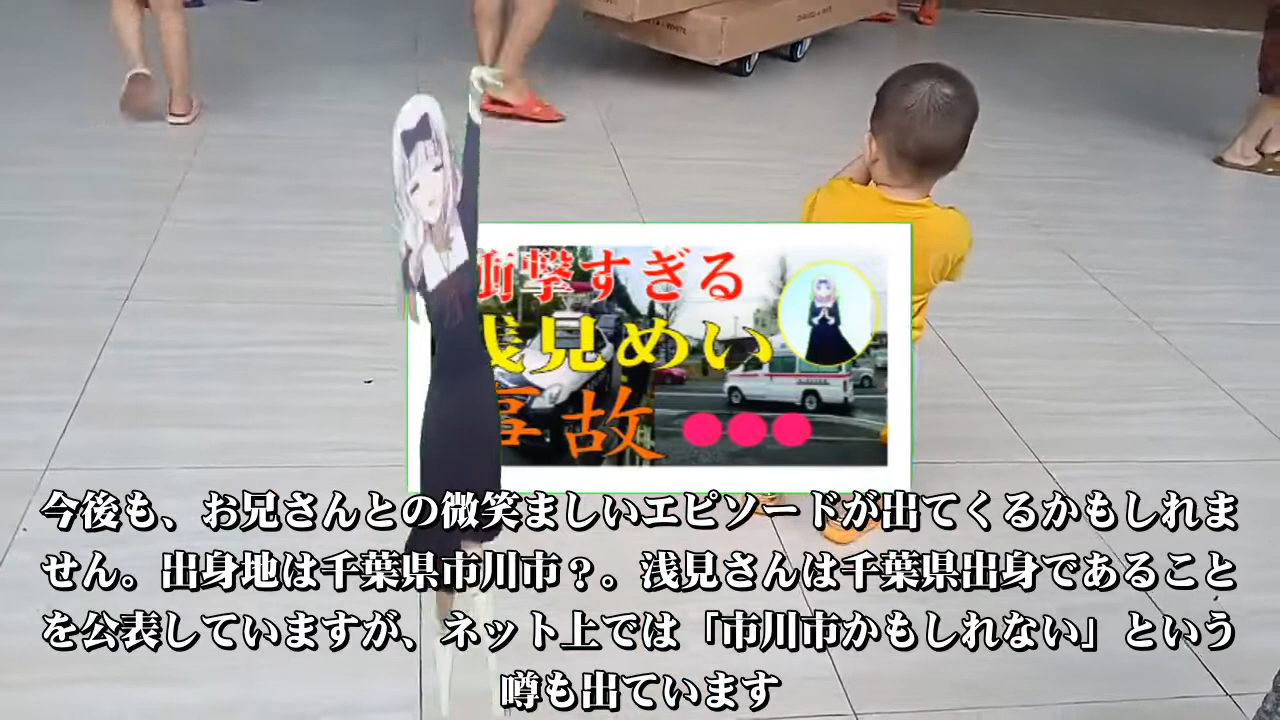 衝撃すぎる
浅見めい
事故●●●
今後も、お兄さんとの微笑ましいエピソードが出てくるかもしれま
せん。出身地は千葉県市川市？。浅見さんは千葉県出身であること
を公表していますが、ネット上では「市川市かもしれない」という
噂も出ています